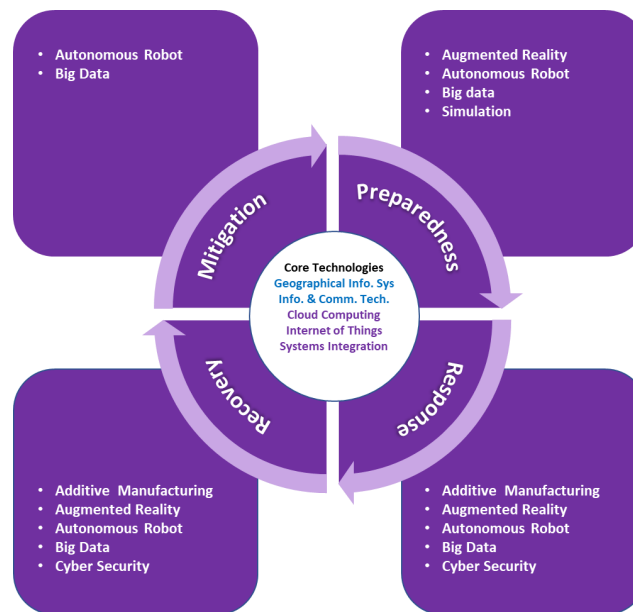 • Autonomous Robot
• Big Data
• Augmented Reality
• Autonomous Robot
• Big data
• Simulation
Mitigation
Preparedness
Core Technologies
Geographical Info. Sys
Info. & Comm. Tech.
Cloud Computing
Internet of Things
Systems Integration
Recovery
Response
• Additive Manufacturing
• Augmented Reality
• Autonomous Robot
• Big Data
• Cyber Security
• Additive Manufacturing
• Augmented Reality
• Autonomous Robot
• Big Data
• Cyber Security